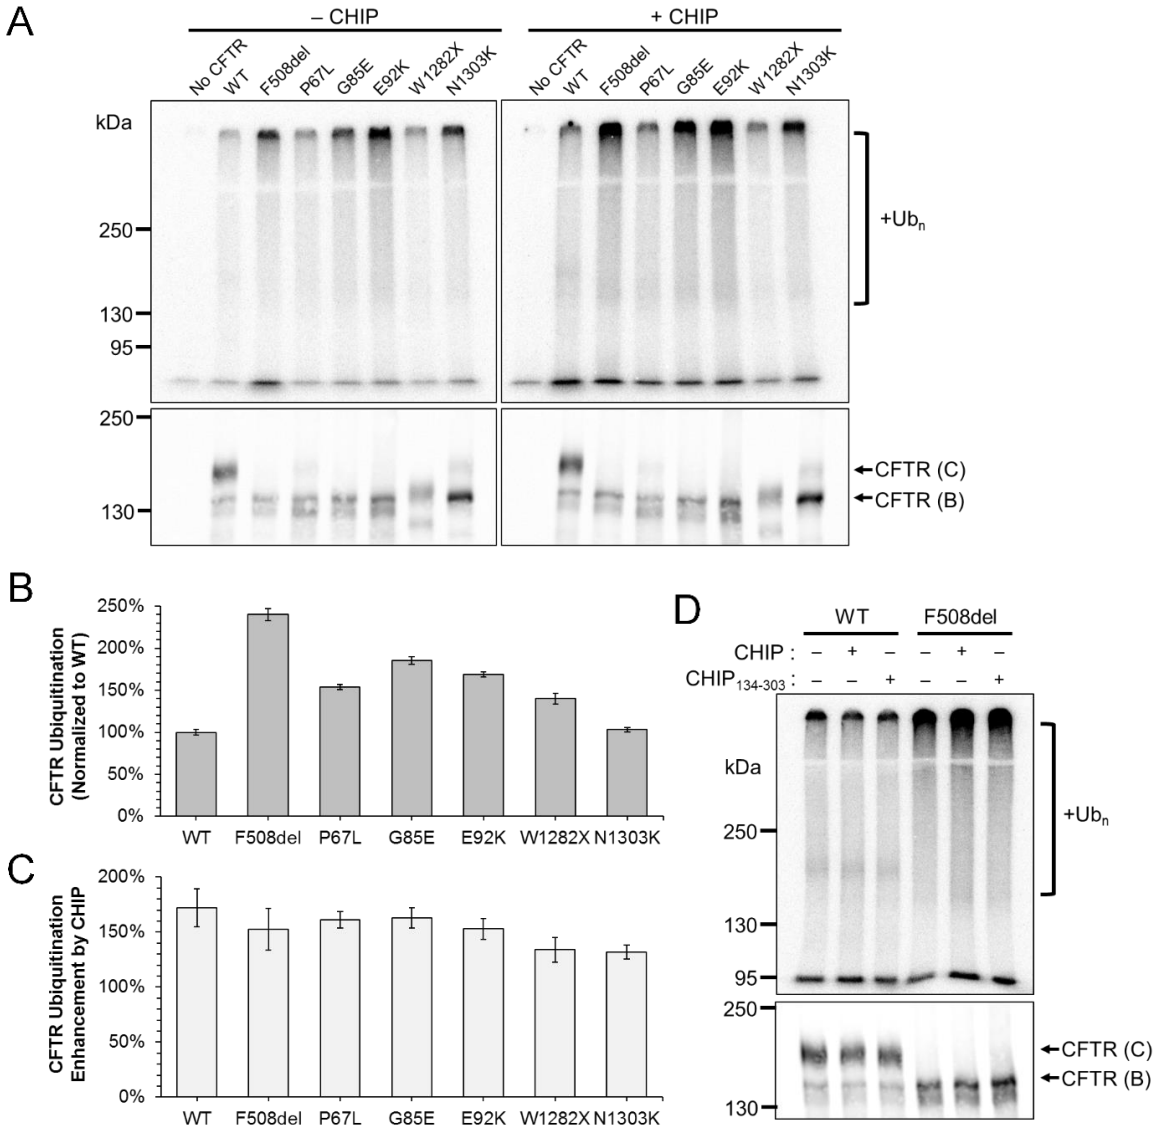 A
– CHIP
+ CHIP
No CFTR WT F508del P67L G85E E92K W1282X N1303K
No CFTR WT F508del P67L G85E E92K W1282X N1303K
kDa
250
130
95
+Ubn
250
130
CFTR (C)
CFTR (B)
B
CFTR Ubiquitination
(Normalized to WT)
250%
200%
150%
100%
50%
0%
WT F508del P67L G85E E92K W1282X N1303K
C
CFTR Ubiquitination
Enhancement by CHIP
200%
150%
100%
50%
0%
WT F508del P67L G85E E92K W1282X N1303K
D
WT F508del
CHIP : – + – – + –
CHIP134-303 : – – + – – +
kDa
250
130
95
+Ubn
250
130
CFTR (C)
CFTR (B)